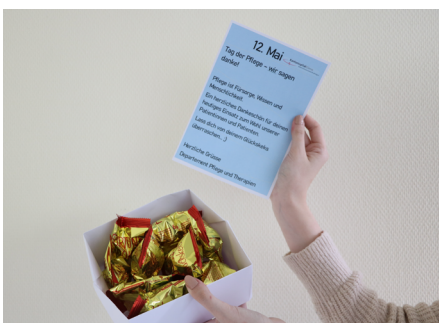 12. Mai
Tag der Pflege – wir sagen
danke!
Pflege ist Fürsorge, Wissen und
Menschlichkeit.
Ein herzliches Dankeschön für deinen
heutigen Einsatz zum Wohl unserer
Patientinnen und Patienten.
Lass dich von deinem Glückskeks
überraschen...)
Herzliche Grüsse
Departement Pflege und Therapien